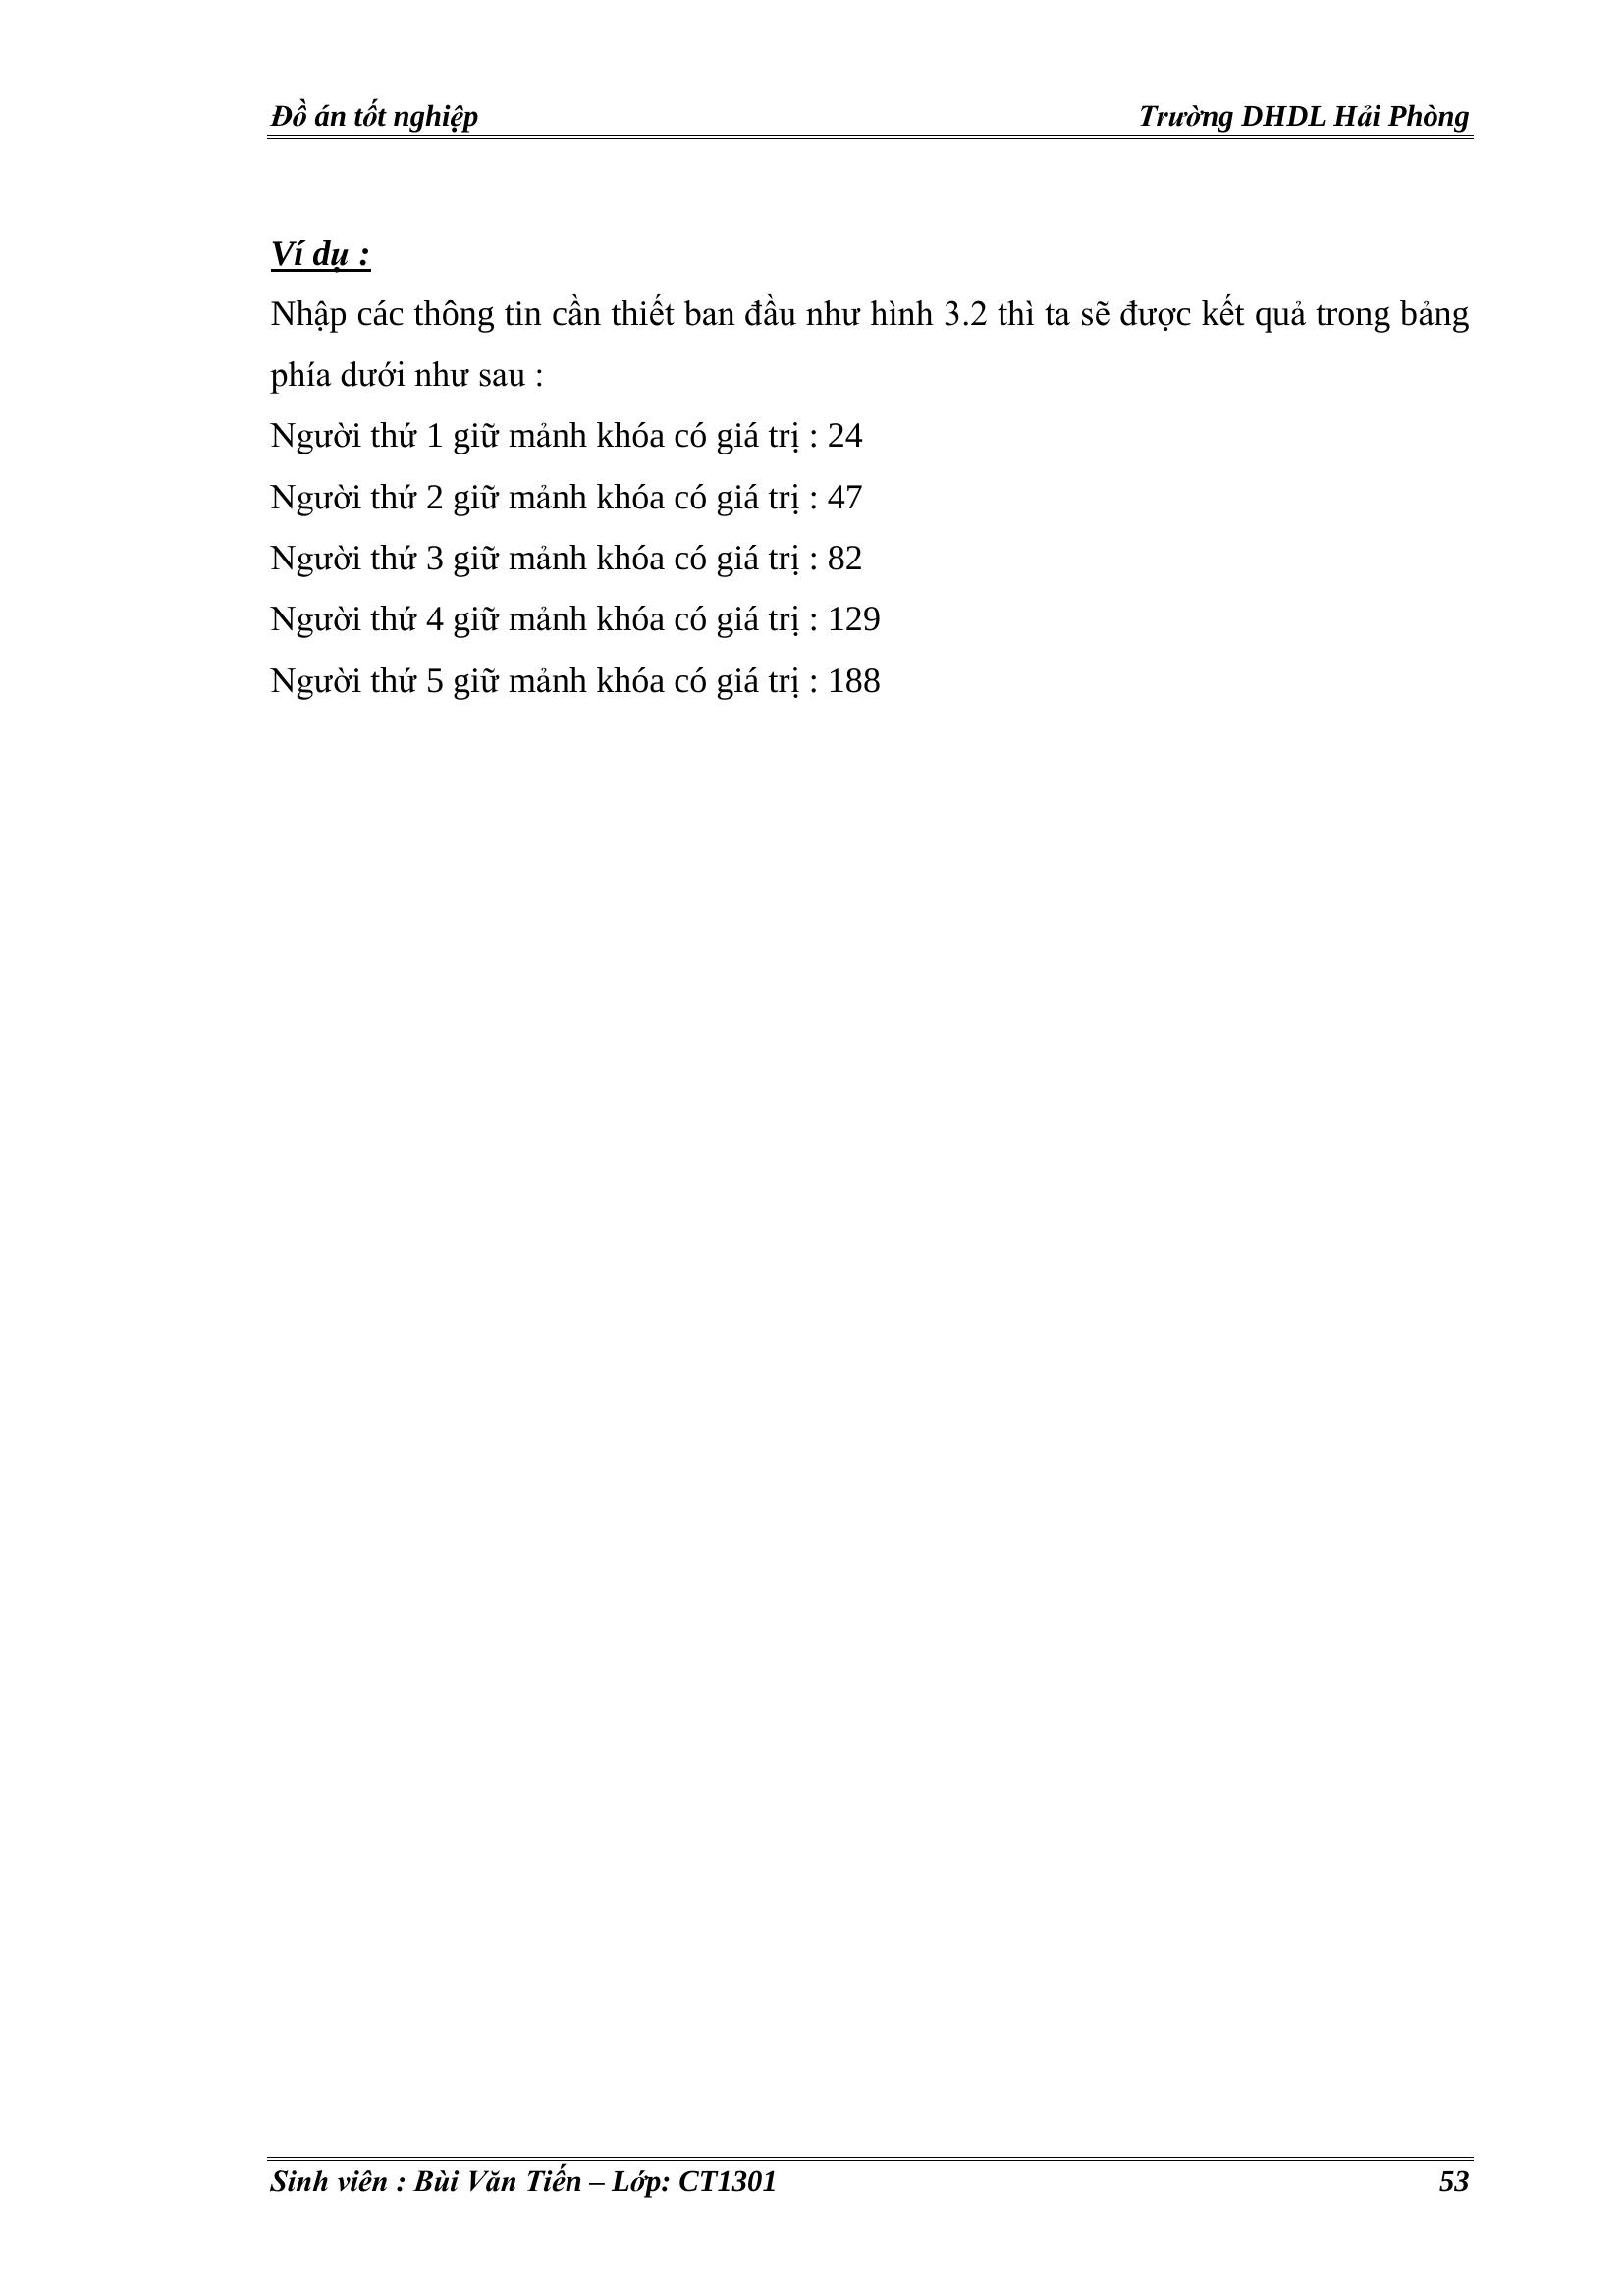 Đồ án tốt nghiệp Trường DHDL Hải Phòng
Ví dụ :
Nhập các thông tin cần thiết ban đầu như hình 3.2 thì ta sẽ được kết quả trong bảng
phía dưới như sau :
Người thứ 1 giữ mảnh khóa có giá trị : 24
Người thứ 2 giữ mảnh khóa có giá trị : 47
Người thứ 3 giữ mảnh khóa có giá trị : 82
Người thứ 4 giữ mảnh khóa có giá trị : 129
Người thứ 5 giữ mảnh khóa có giá trị : 188
Sinh viên : Bùi Văn Tiến – Lớp: CT1301 53